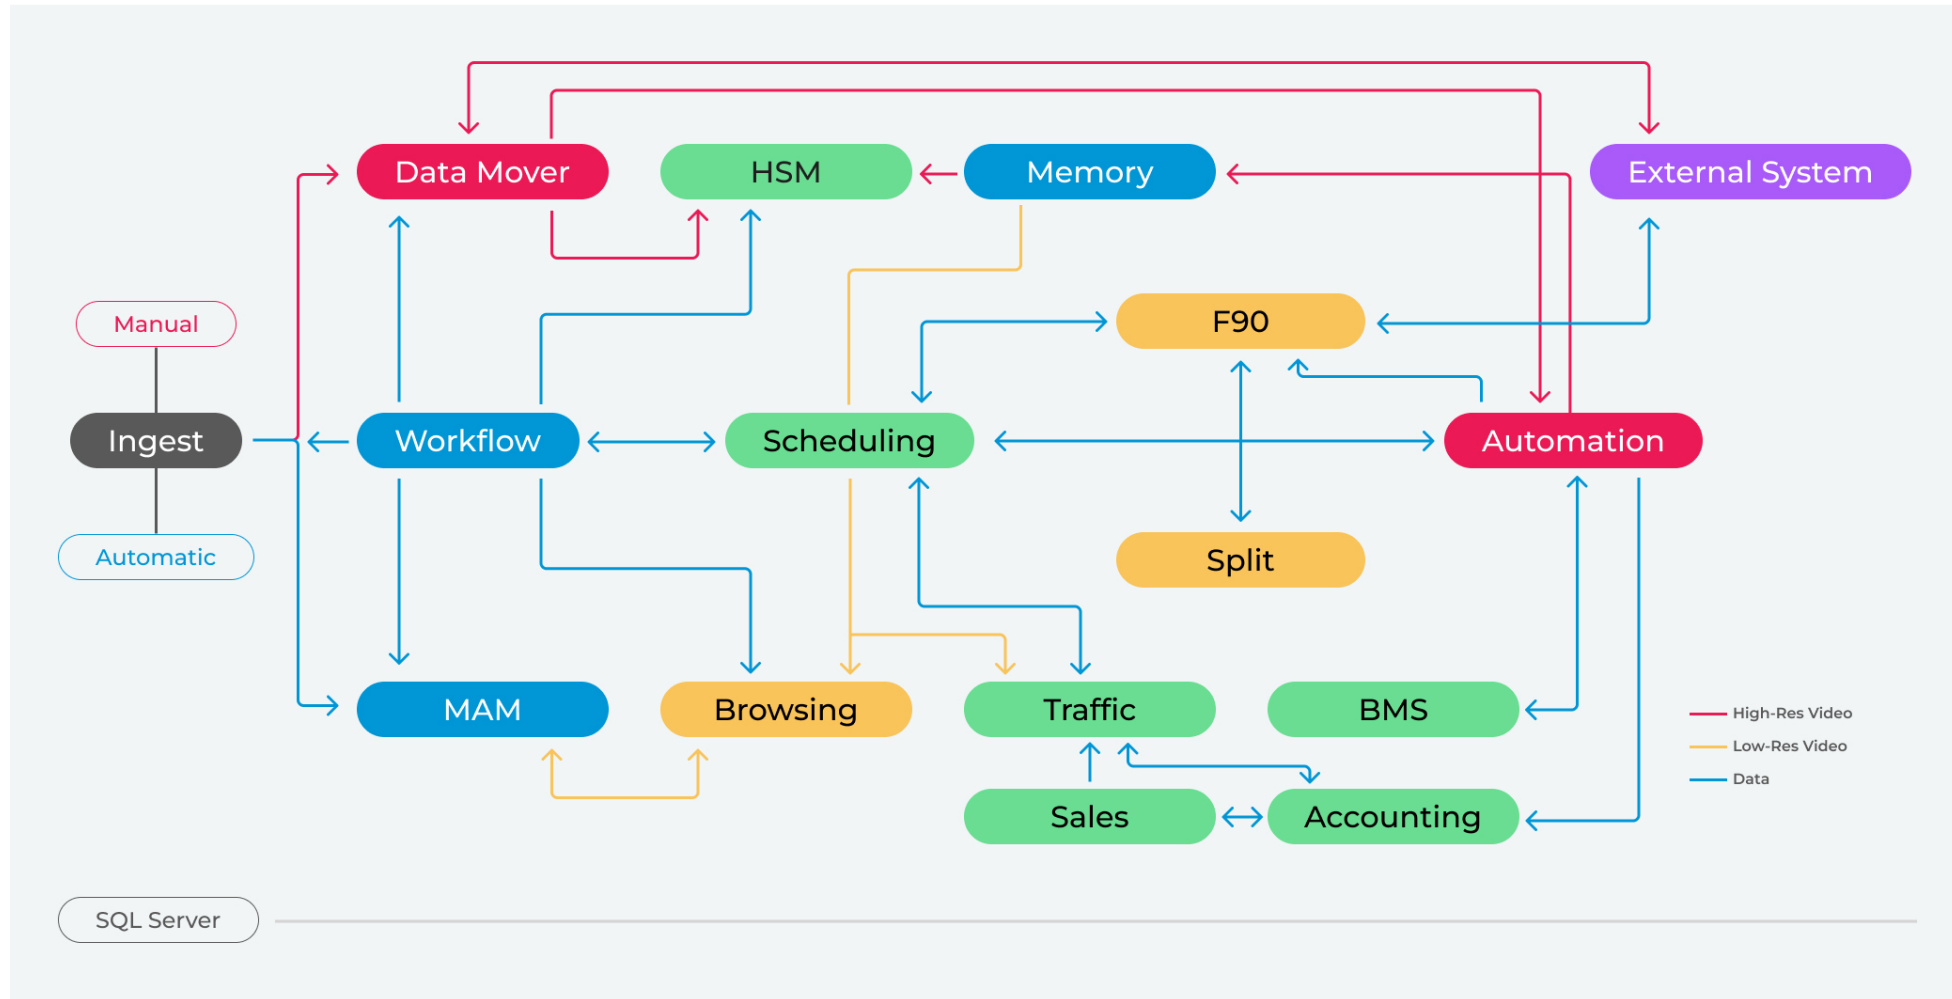 Data Mover
HSM
Memory
External System
Manual
F90
Ingest
Workflow
Scheduling
Automation
Automatic
Split
MAM
Browsing
Traffic
BMS
High-Res Video
Low-Res Video
Data
Sales
Accounting
SQL Server